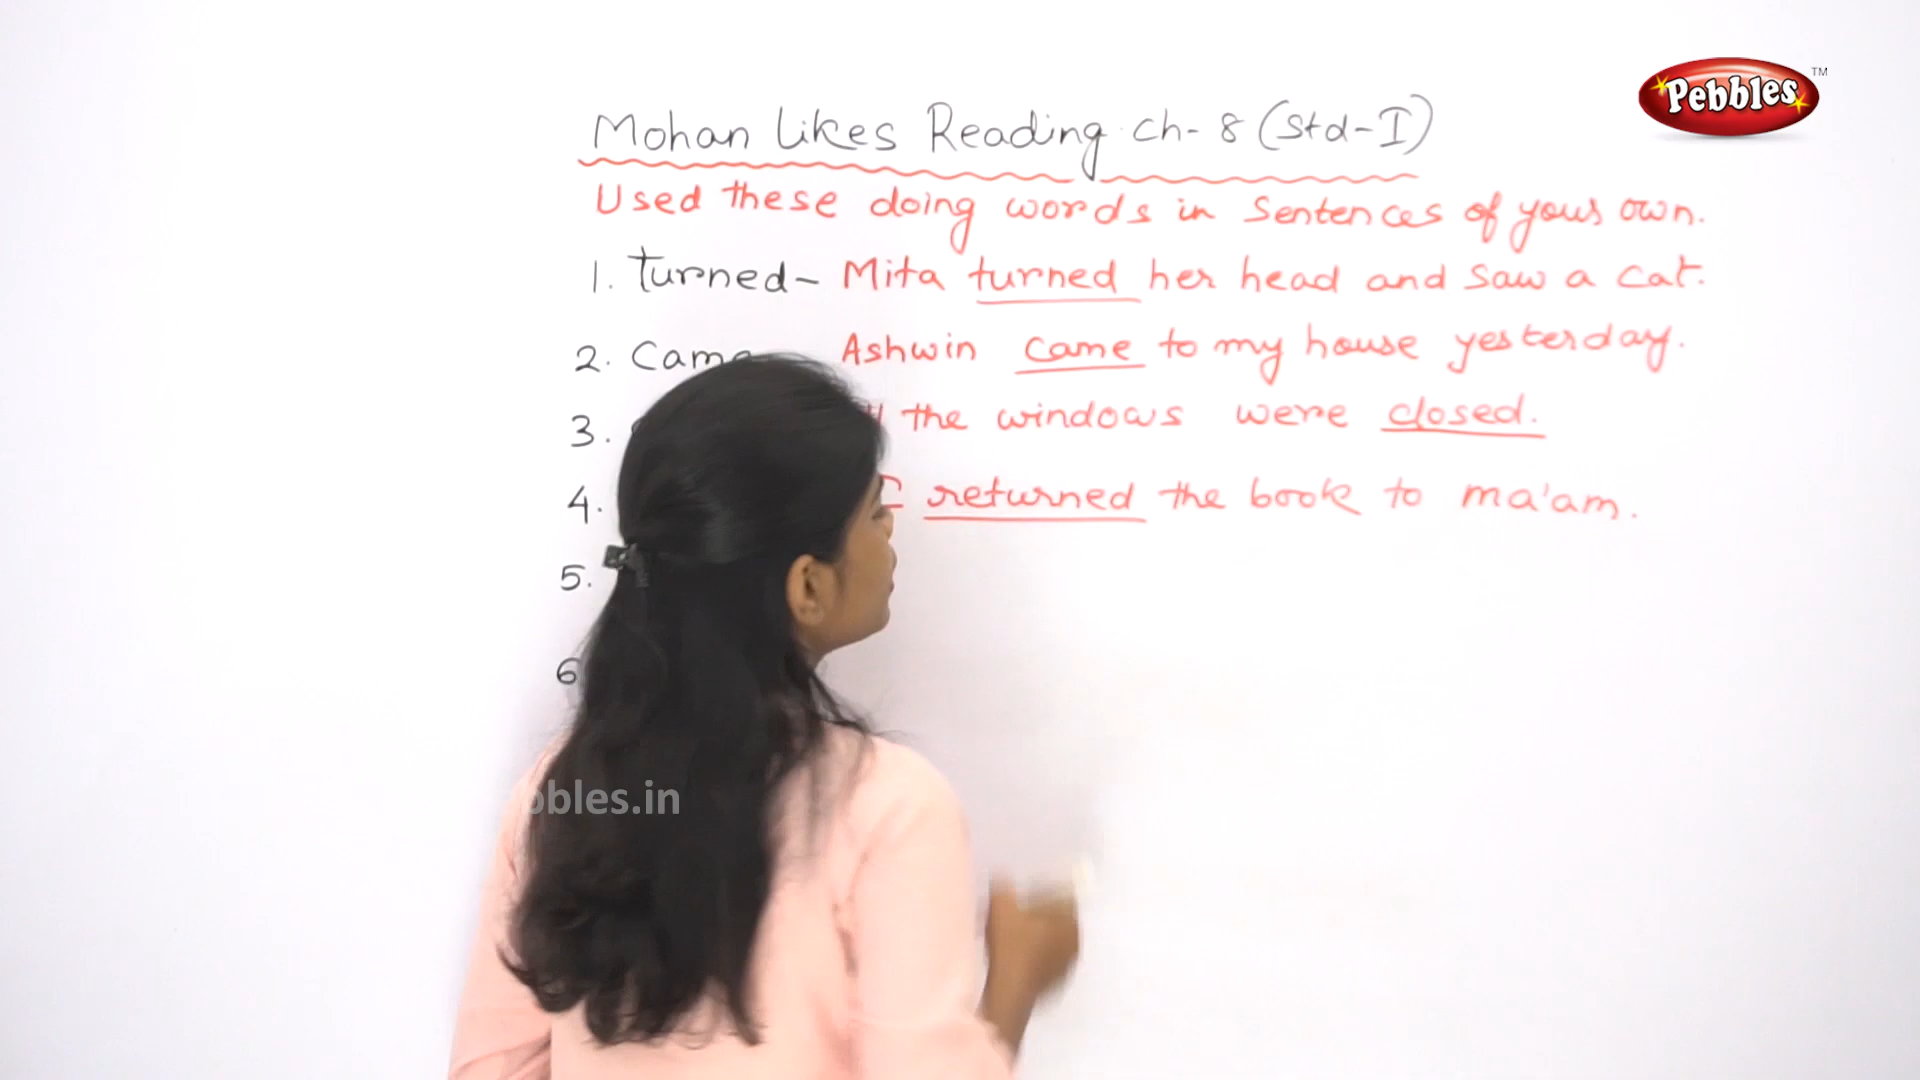 Pebbles TM
Mohan Likes Reading ch-8 (Std-I)
Used these doing words in sentences of your own.
1. Turned- Mita turned her head and saw a cat.
2. Came Ashwin came to my house yesterday.
3. the windows were closed.
4. I returned the book to ma'am.
5.
6
bbles.in